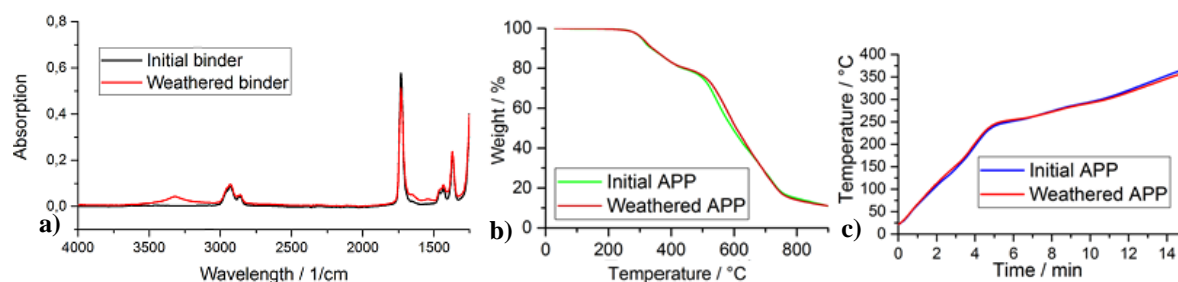 0,8
0,6
0,4
0,2
0,0
Absorption
Initial binder
Weathered binder
4000 3500 3000 2500 2000 1500
Wavelength / 1/cm
a)
100
80
60
40
20
0
Weight / %
Initial APP
Weathered APP
0 200 400 600 800
Temperature / °C
b)
400
350
300
250
200
150
100
50
0
Temperature / °C
Initial APP
Weathered APP
0 2 4 6 8 10 12 14
Time / min
c)